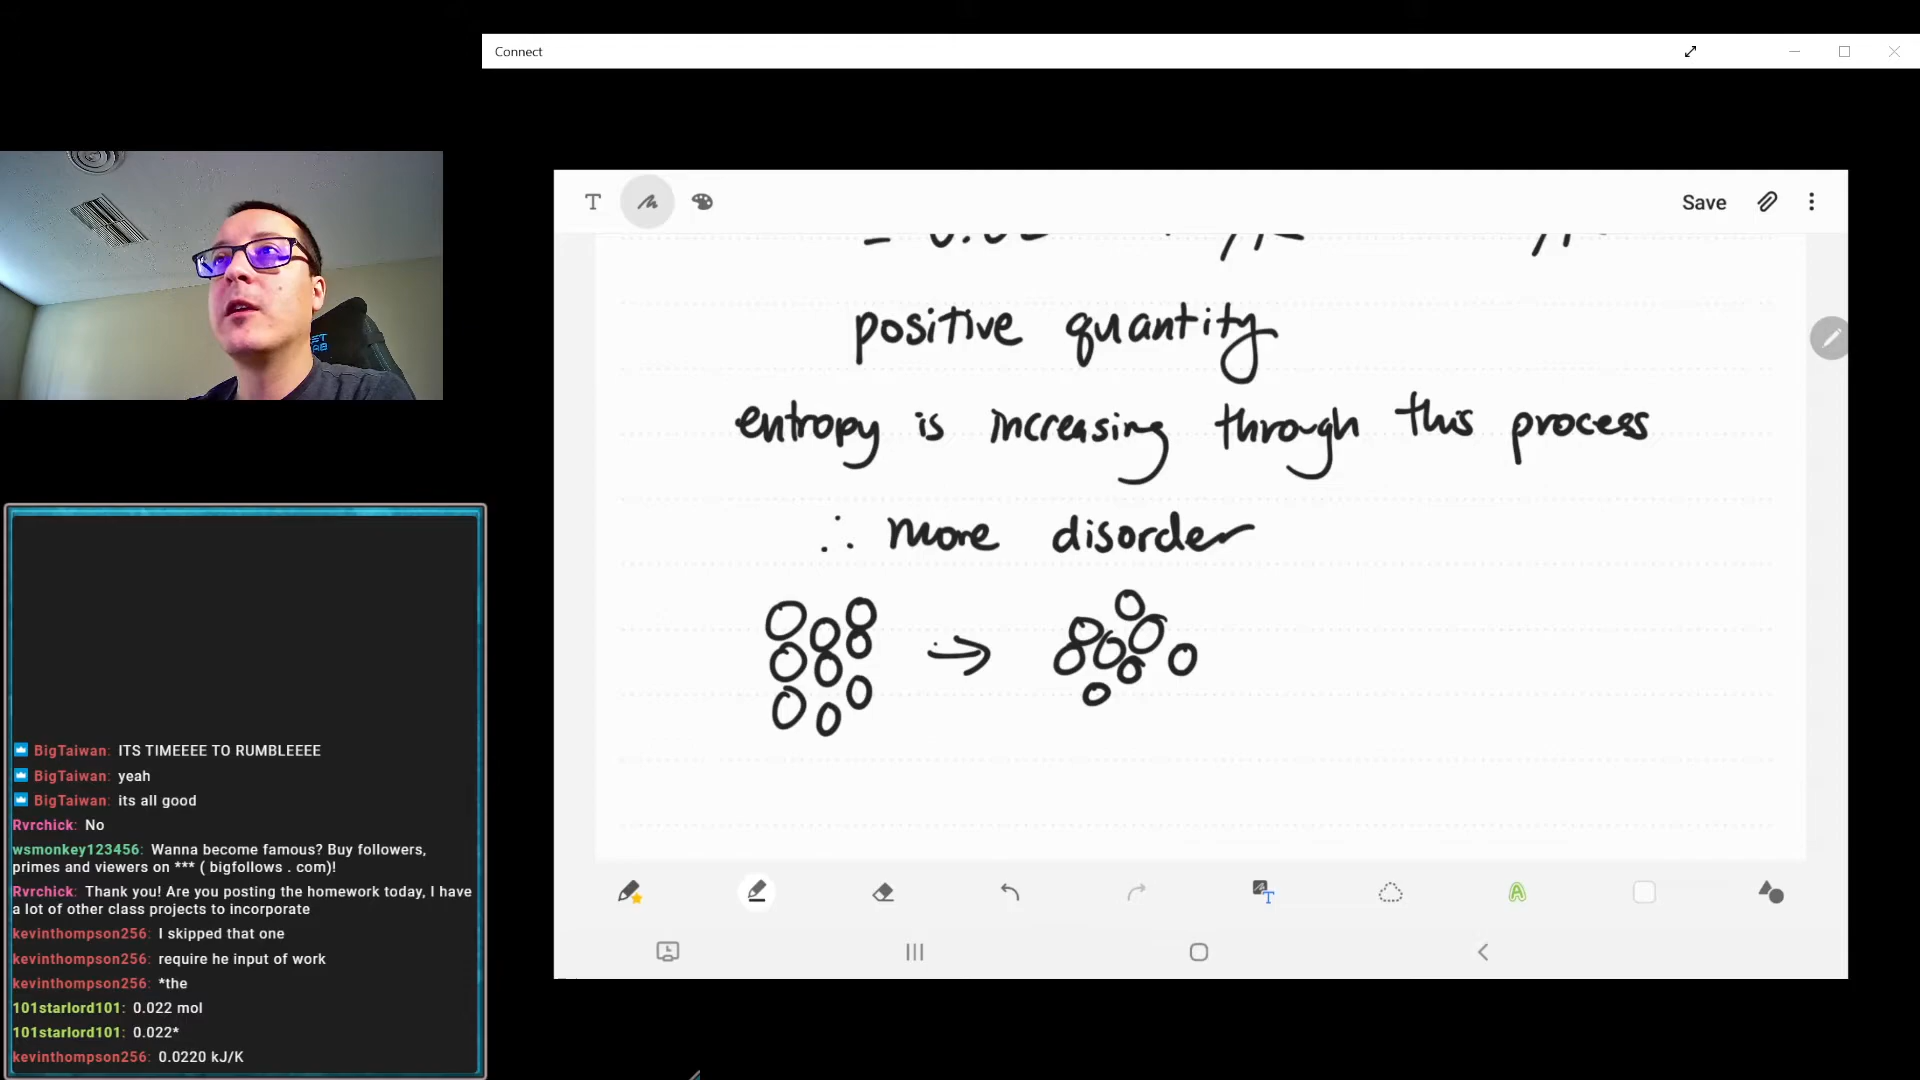 Connect
T
Save
positive quantity
entropy is increasing through this process
∴ more disorder
BigTaiwan: ITS TIMEEEE TO RUMBLEEEE
BigTaiwan: yeah
BigTaiwan: its all good
Rvrchick: No
wsmonkey123456: Wanna become famous? Buy followers,
primes and viewers on *** ( bigfollows . com)!
Rvrchick: Thank you! Are you posting the homework today, I have
a lot of other class projects to incorporate
kevinthompson256: I skipped that one
kevinthompson256: require he input of work
kevinthompson256: *the
101starlord101: 0.022 mol
101starlord101: 0.022*
kevinthompson256: 0.0220 kJ/K